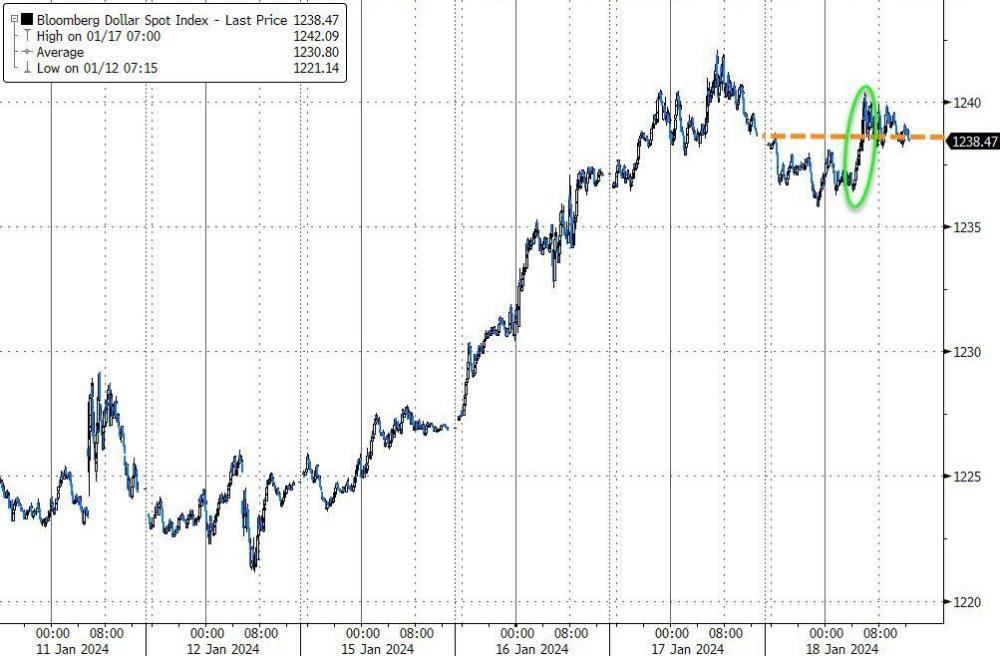 Bloomberg Dollar Spot Index - Last Price 1238.47
High on 01/17 07:00 1242.09
Average 1230.80
Low on 01/12 07:15 1221.14
1240
1238.47
1235
1230
1225
1220
00:00 08:00 00:00 08:00 00:00 08:00 00:00 08:00 00:00 08:00 00:00 08:00
11 Jan 2024 12 Jan 2024 15 Jan 2024 16 Jan 2024 17 Jan 2024 18 Jan 2024